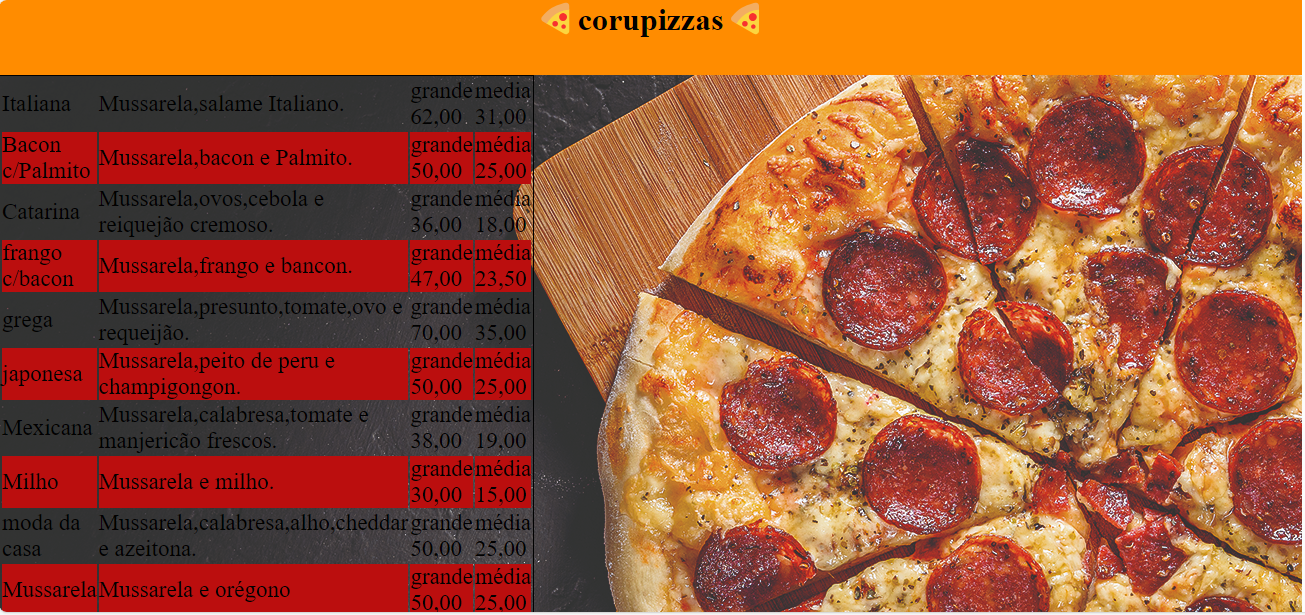 🍕 corupizzas 🍕
Italiana Mussarela,salame Italiano. grande 62,00 media 31,00
Bacon c/Palmito Mussarela,bacon e Palmito. grande 50,00 média 25,00
Catarina Mussarela,ovos,cebola e reiquejão cremoso. grande 36,00 média 18,00
frango c/bacon Mussarela,frango e bancon. grande 47,00 média 23,50
grega Mussarela,presunto,tomate,ovo e requeijão. grande 70,00 média 35,00
japonesa Mussarela,peito de peru e champigongon. grande 50,00 média 25,00
Mexicana Mussarela,calabresa,tomate e manjericão frescos. grande 38,00 média 19,00
Milho Mussarela e milho. grande 30,00 média 15,00
moda da casa Mussarela,calabresa,alho,cheddar e azeitona. grande 50,00 média 25,00
Mussarela Mussarela e orégono grande 50,00 média 25,00